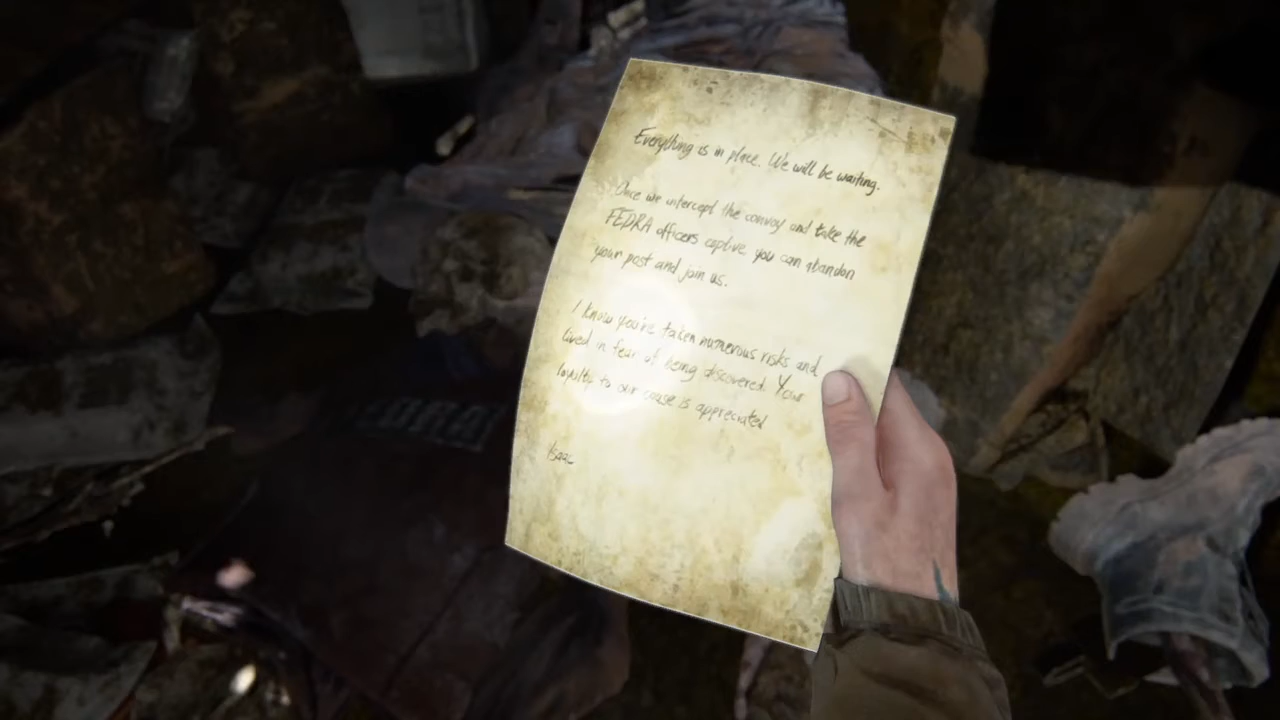 Everything is in place. We will be waiting.
Once we intercept the convoy and take the
FEDRA officers captive you can abandon
your post and join us.
I know you've taken numerous risks and
lived in fear of being discovered. Your
loyalty to our cause is appreciated
Isaac